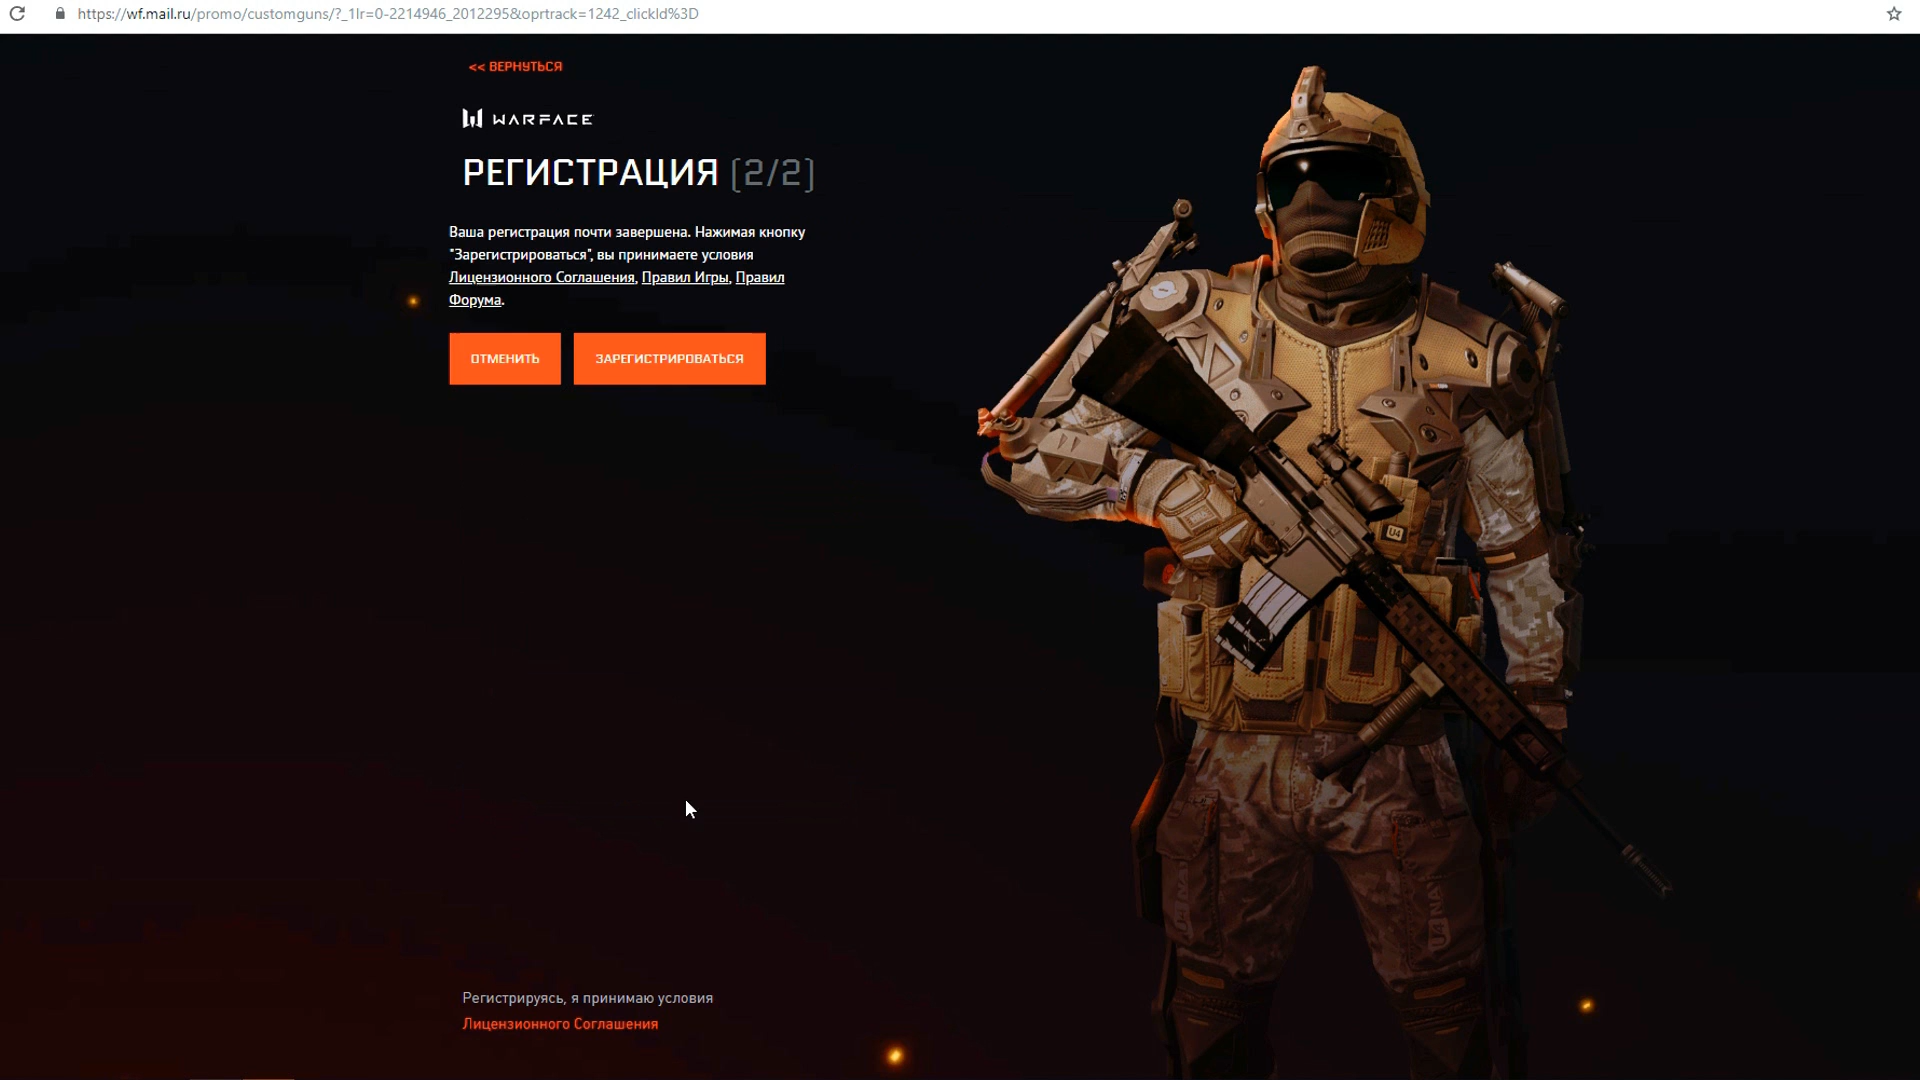 https://wf.mail.ru/promo/customguns/?_1lr=0-2214946_2012295&oprtrack=1242_clickId%3D
<< ВЕРНУТЬСЯ
WARFACE
РЕГИСТРАЦИЯ (2/2)
Ваша регистрация почти завершена. Нажимая кнопку
"Зарегистрироваться", вы принимаете условия
Лицензионного Соглашения, Правил Игры, Правил
Форума.
ОТМЕНИТЬ ЗАРЕГИСТРИРОВАТЬСЯ
U4
Регистрируясь, я принимаю условия
Лицензионного Соглашения